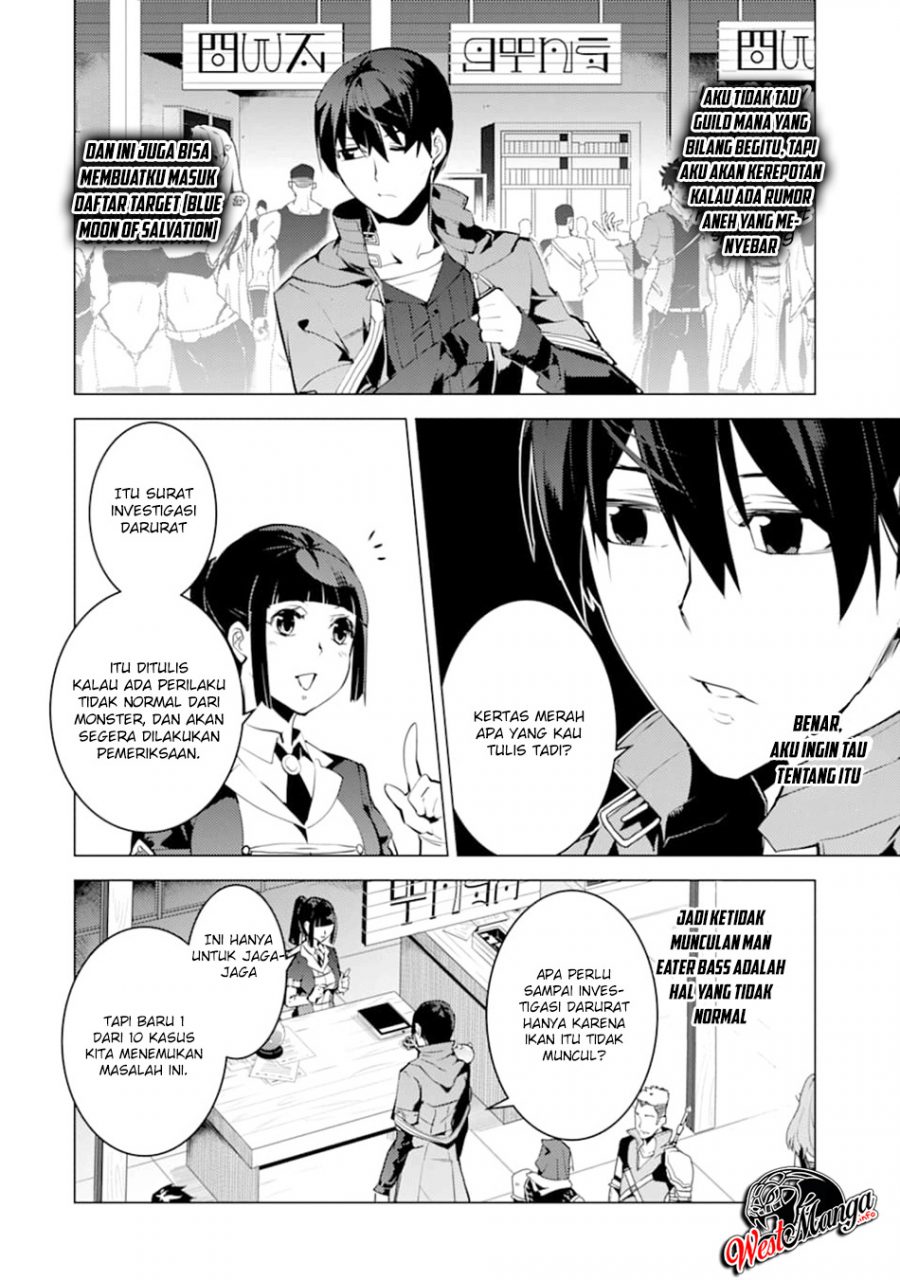 AKU TIDAK TAU
GUILD MANA YANG
BILANG BEGITU, TAPI
AKU AKAN KEREPOTAN
KALAU ADA RUMOR
ANEH YANG ME-
NYEBAR
DAN INI JUGA BISA
MEMBUATKU MASUK
DAFTAR TARGET [BLUE
MOON OF SALVATION]
BENAR,
AKU INGIN TAU
TENTANG ITU
KERTAS MERAH
APA YANG KAU
TULIS TADI?
ITU SURAT
INVESTIGASI
DARURAT
ITU DITULIS
KALAU ADA PERILAKU
TIDAK NORMAL DARI
MONSTER, DAN AKAN
SEGERA DILAKUKAN
PEMERIKSAAN.
JADI KETIDAK
MUNCULAN MAN
EATER BASS ADALAH
HAL YANG TIDAK
NORMAL
APA PERLU
SAMPAI INVES-
TIGASI DARURAT
HANYA KARENA
IKAN ITU TIDAK
MUNCUL?
INI HANYA
UNTUK JAGA-
JAGA
TAPI BARU 1
DARI 10 KASUS
KITA MENEMUKAN
MASALAH INI.
WestManga
.info